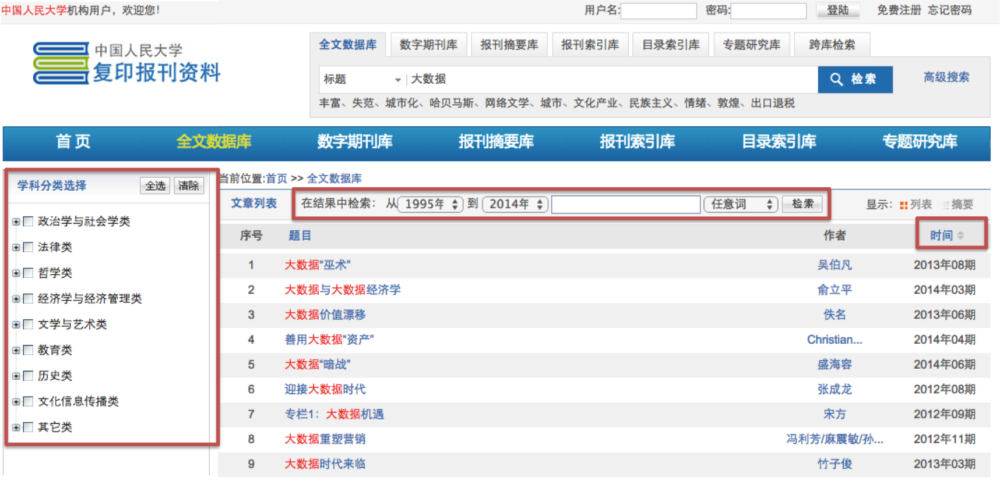 中国人民大学机构用户，欢迎您！ 用户名: 密码: 登陆 免费注册 忘记密码
中国人民大学
复印报刊资料
全文数据库 数字期刊库 报刊摘要库 报刊索引库 目录索引库 专题研究库 跨库检索
标题 大数据 检索 高级搜索
丰富、失范、城市化、哈贝马斯、网络文学、城市、文化产业、民族主义、情绪、敦煌、出口退税
首页 全文数据库 数字期刊库 报刊摘要库 报刊索引库 目录索引库 专题研究库
学科分类选择 全选 清除
政治学与社会学类
法律类
哲学类
经济学与经济管理类
文学与艺术类
教育类
历史类
文化信息传播类
其它类
当前位置:首页 >> 全文数据库
文章列表 在结果中检索： 从 1995年 到 2014年 任意词 检索 显示： 列表 摘要
序号 题目 作者 时间
1 大数据“巫术” 吴伯凡 2013年08期
2 大数据与大数据经济学 俞立平 2014年03期
3 大数据价值漂移 佚名 2013年06期
4 善用大数据“资产” Christian... 2014年04期
5 大数据“暗战” 盛海容 2014年06期
6 迎接大数据时代 张成龙 2012年08期
7 专栏1：大数据机遇 宋方 2012年09期
8 大数据重塑营销 冯利芳/麻震敏/孙... 2012年11期
9 大数据时代来临 竹子俊 2013年03期